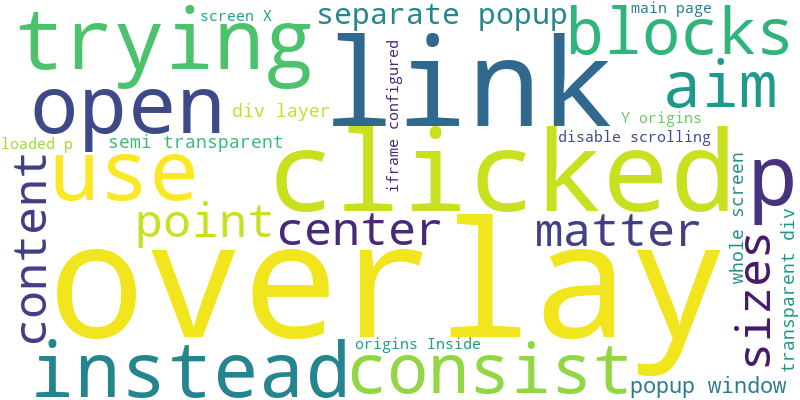 screen X
separate popup
main page
trying
link
blocks
open
iframe configured
aim
div layer
Y origins
loaded p
semi transparent
clicked
disable scrolling
content
use
p
whole screen
point
center
matter
transparent div
overlay
sizes
instead
origins Inside
consist
popup window